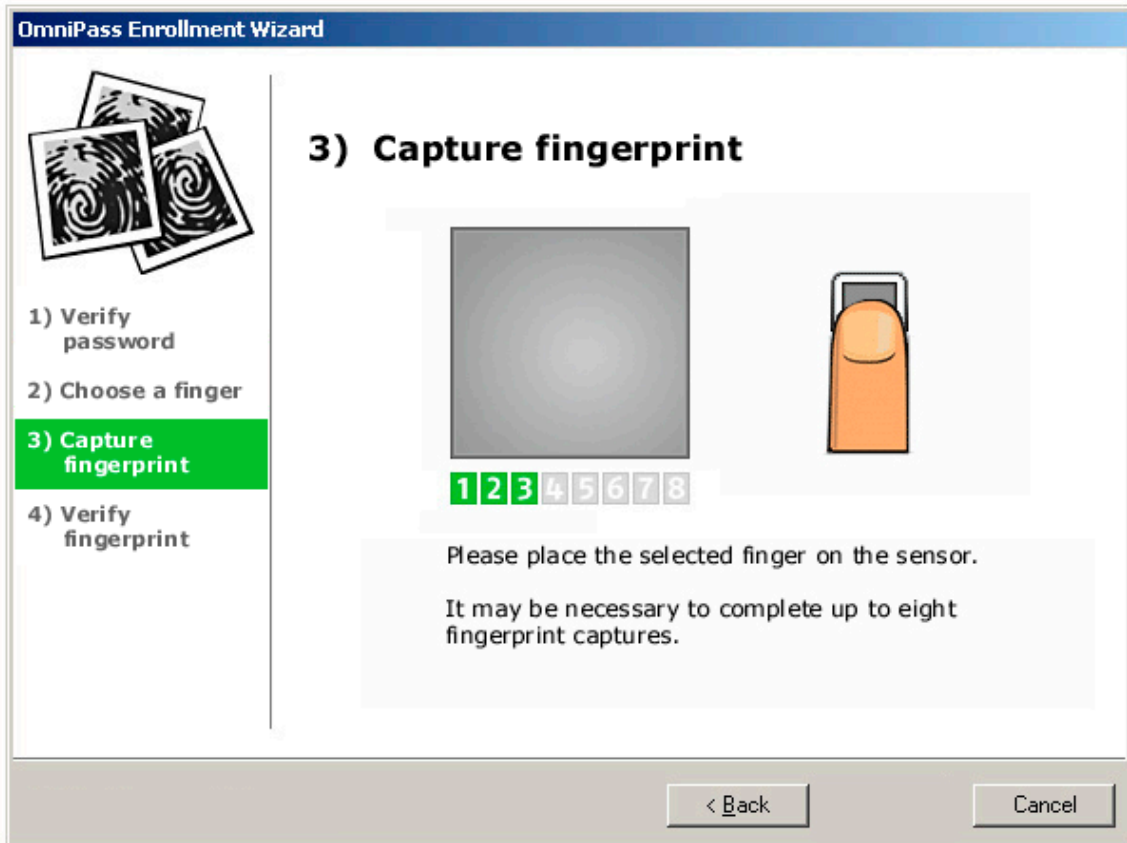 OmniPass Enrollment Wizard
3) Capture fingerprint
1) Verify
password
2) Choose a finger
3) Capture
fingerprint
4) Verify
fingerprint
1 2 3 4 5 6 7 8
Please place the selected finger on the sensor.
It may be necessary to complete up to eight
fingerprint captures.
< Back
Cancel